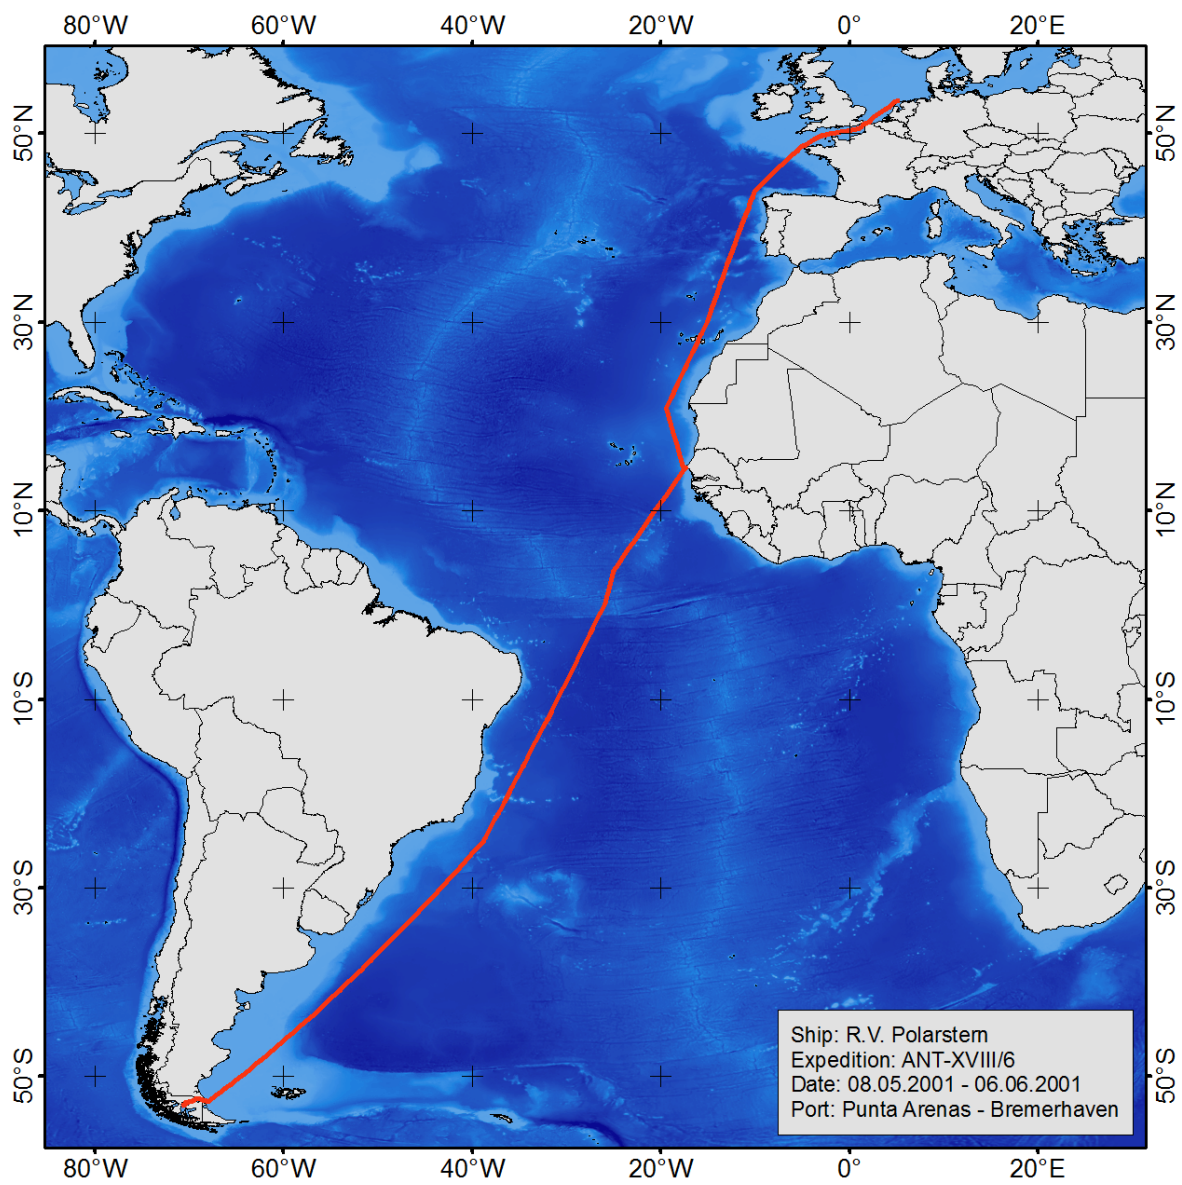 80°W 60°W 40°W 20°W 0° 20°E
50°N 50°N
30°N 30°N
10°N 10°N
10°S 10°S
30°S 30°S
50°S 50°S
Ship: R.V. Polarstern
Expedition: ANT-XVIII/6
Date: 08.05.2001 - 06.06.2001
Port: Punta Arenas - Bremerhaven
80°W 60°W 40°W 20°W 0° 20°E